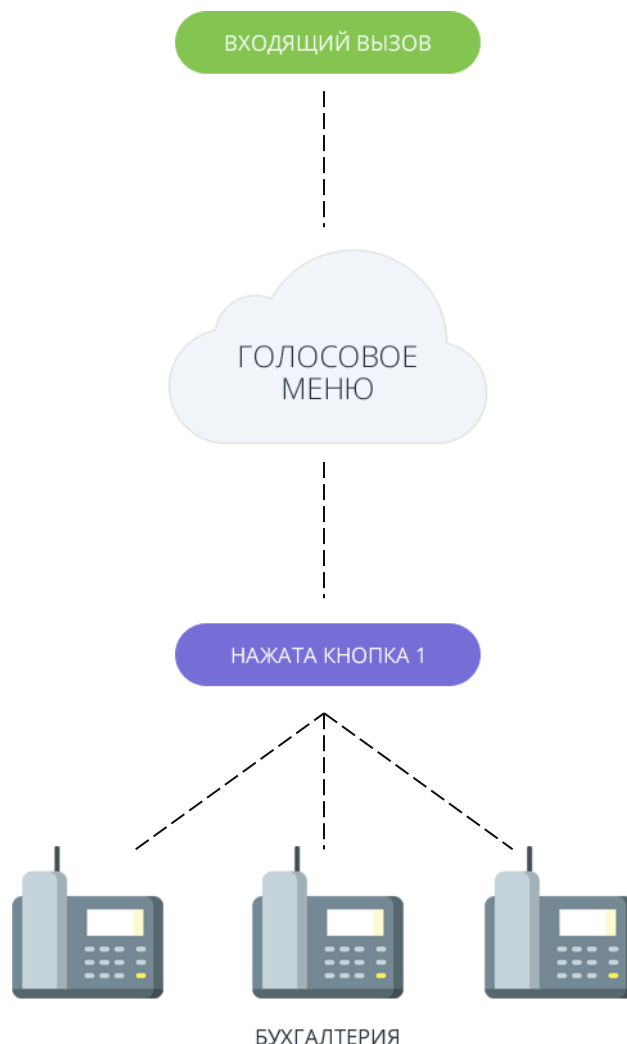 ВХОДЯЩИЙ ВЫЗОВ
ГОЛОСОВОЕ
МЕНЮ
НАЖАТА КНОПКА 1
БУХГАЛТЕРИЯ